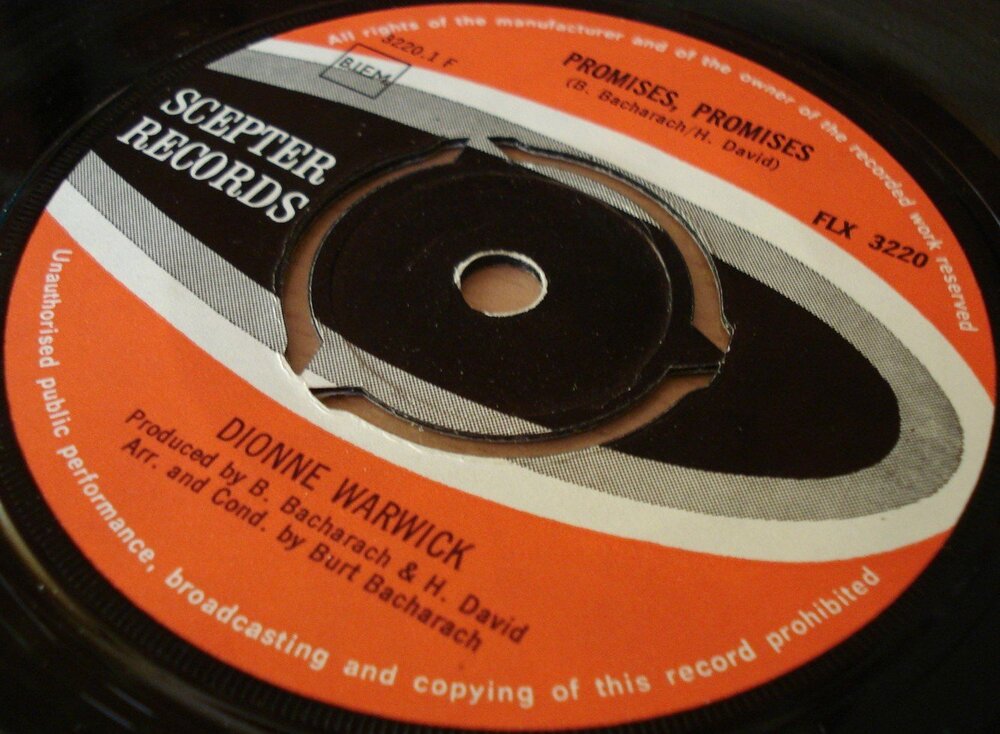 All rights of the manufacturer and of the owner of the recorded work reserved
3220.1 F
B.I.E.M.
PROMISES, PROMISES
(B. Bacharach/H. David)
SCEPTER
RECORDS
FLX 3220
DIONNE WARWICK
Produced by B. Bacharach & H. David
Arr. and Cond. by Burt Bacharach
Unauthorised public performance, broadcasting and copying of this record prohibited